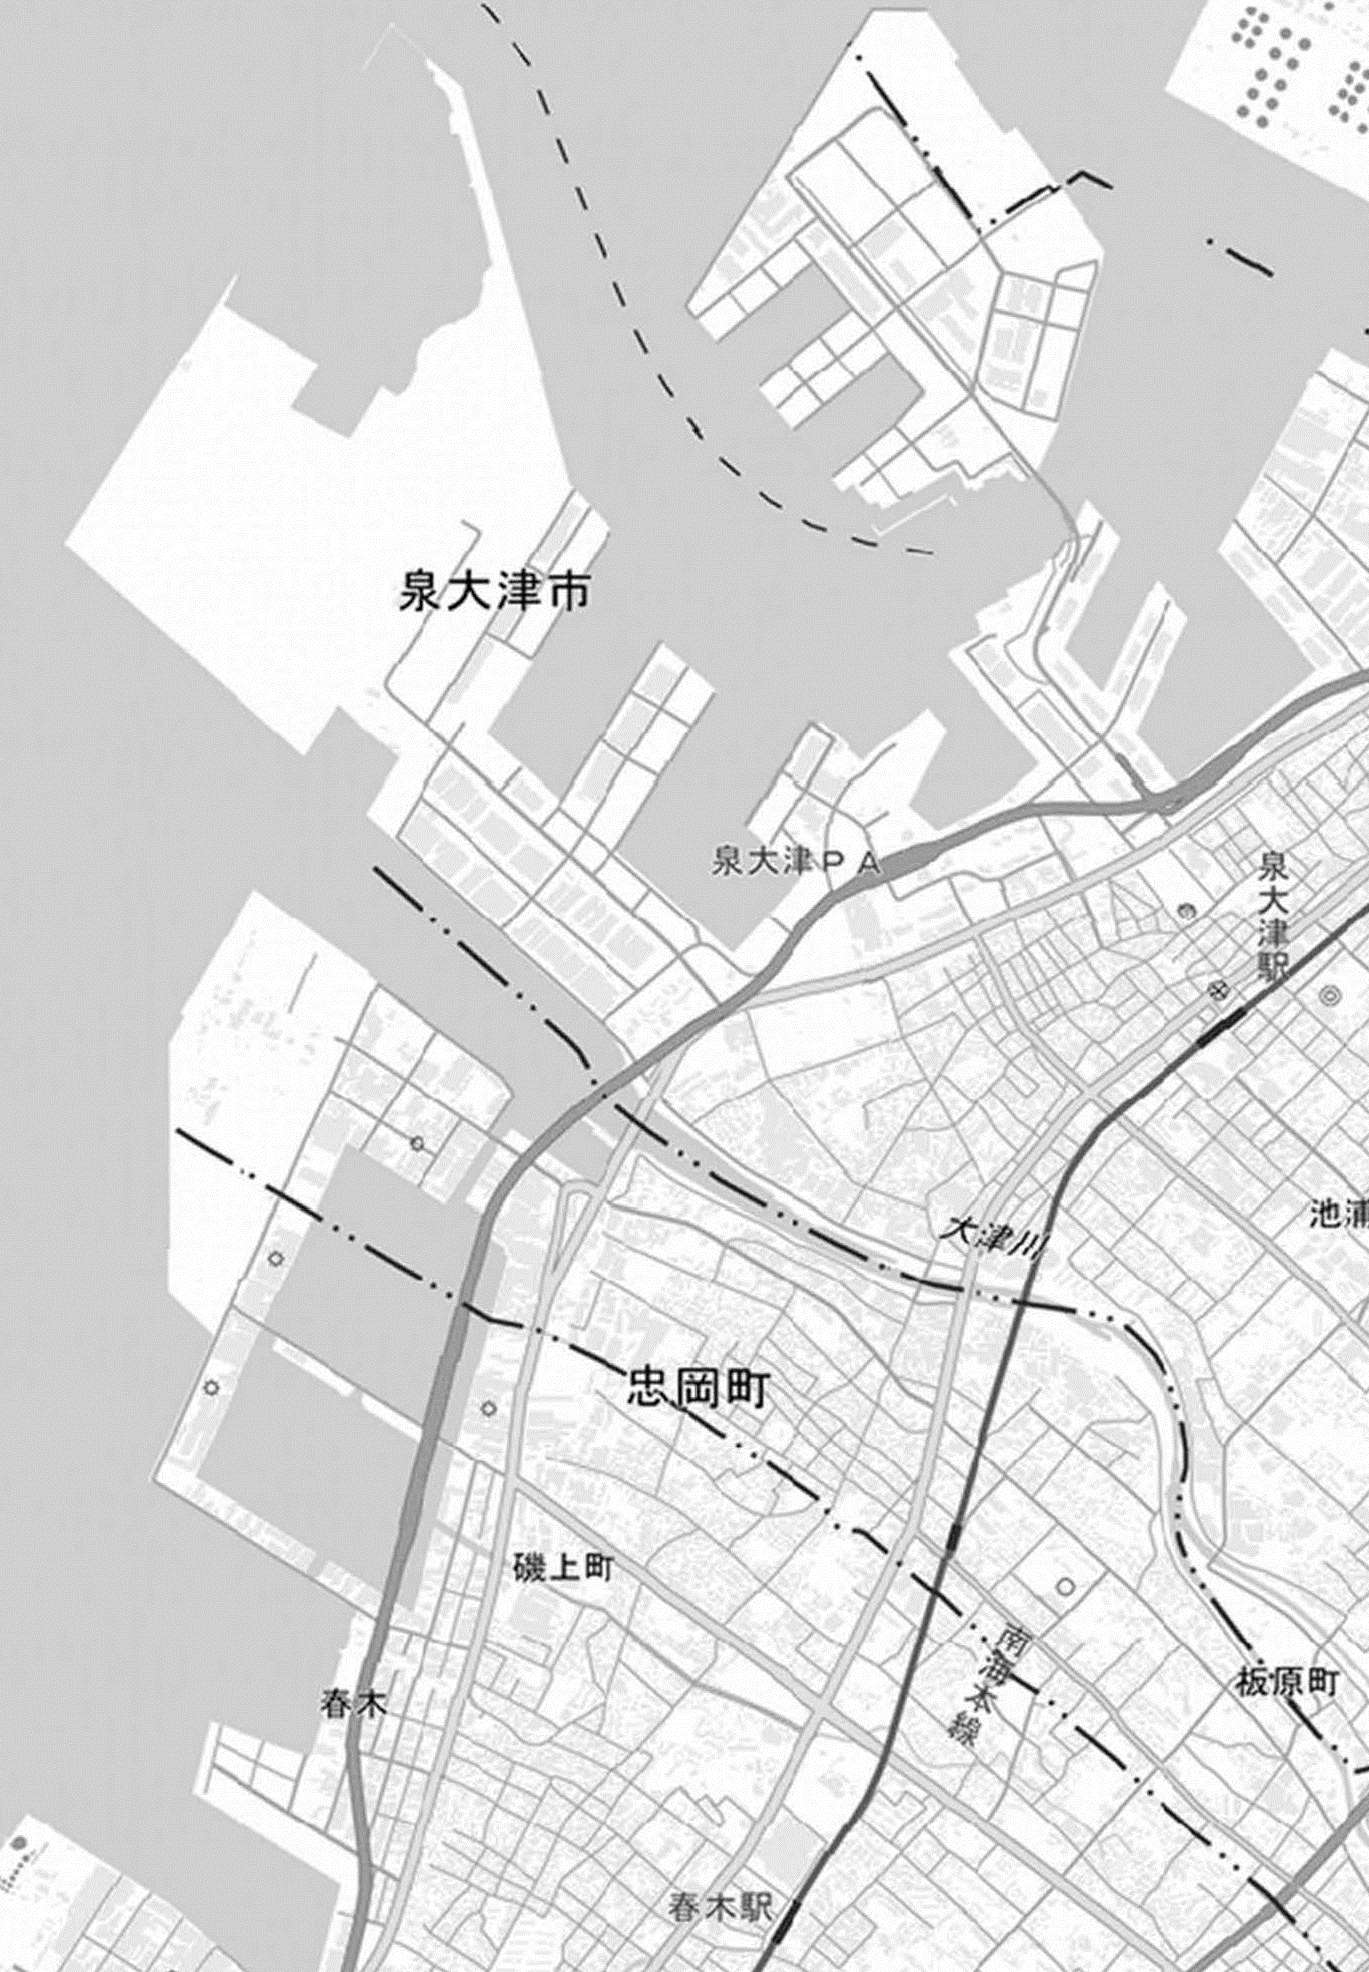 泉大津市
泉大津PA
泉大津駅
池浦
大津川
忠岡町
磯上町
南海本線
板原町
春木
春木駅